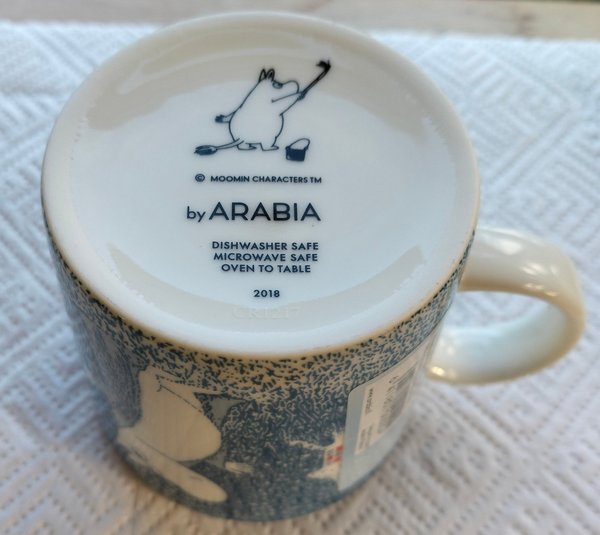 © MOOMIN CHARACTERS TM
by ARABIA
DISHWASHER SAFE
MICROWAVE SAFE
OVEN TO TABLE
2018